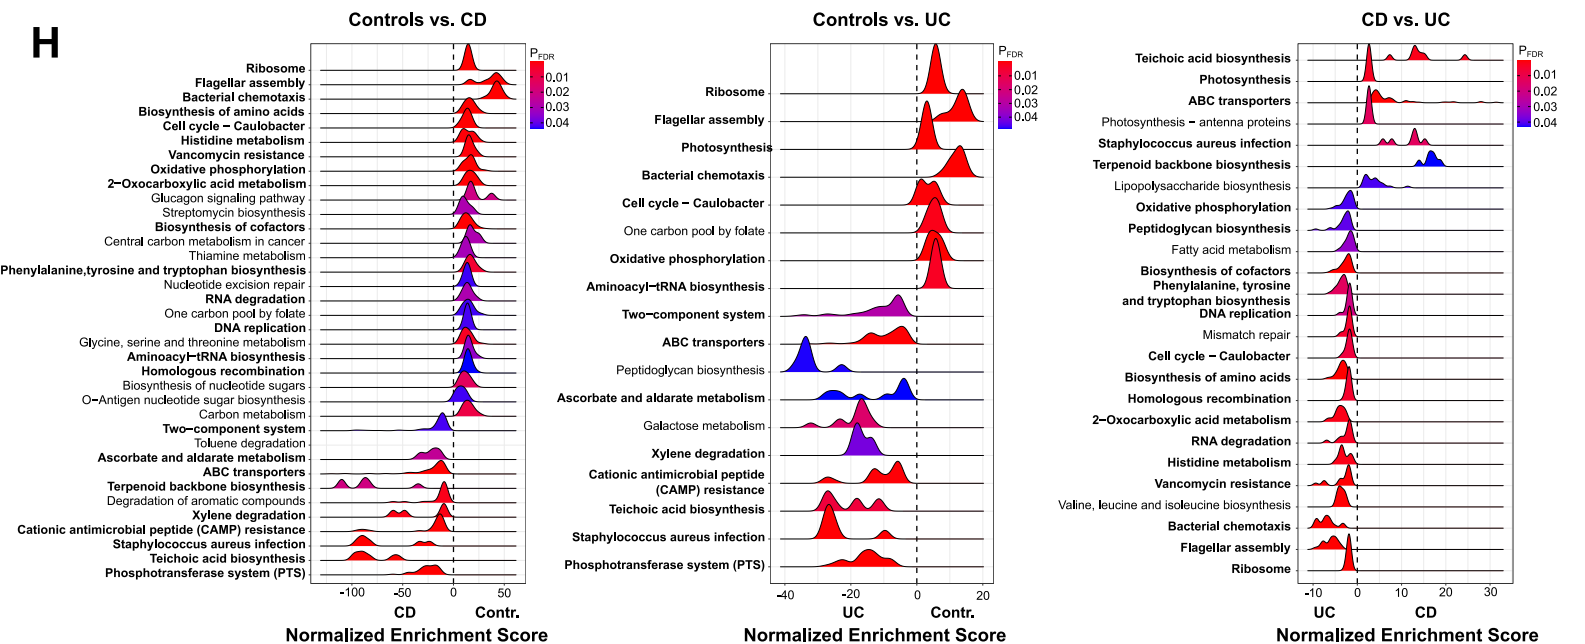 H
Controls vs. CD
Ribosome
Flagellar assembly
Bacterial chemotaxis
Biosynthesis of amino acids
Cell cycle − Caulobacter
Histidine metabolism
Vancomycin resistance
Oxidative phosphorylation
2−Oxocarboxylic acid metabolism
Glucagon signaling pathway
Streptomycin biosynthesis
Biosynthesis of cofactors
Central carbon metabolism in cancer
Thiamine metabolism
Phenylalanine,tyrosine and tryptophan biosynthesis
Nucleotide excision repair
RNA degradation
One carbon pool by folate
DNA replication
Glycine, serine and threonine metabolism
Aminoacyl−tRNA biosynthesis
Homologous recombination
Biosynthesis of nucleotide sugars
O−Antigen nucleotide sugar biosynthesis
Carbon metabolism
Two−component system
Toluene degradation
Ascorbate and aldarate metabolism
ABC transporters
Terpenoid backbone biosynthesis
Degradation of aromatic compounds
Xylene degradation
Cationic antimicrobial peptide (CAMP) resistance
Staphylococcus aureus infection
Teichoic acid biosynthesis
Phosphotransferase system (PTS)
-100 -50 0 50
CD Contr.
Normalized Enrichment Score
PFDR
0.01
0.02
0.03
0.04
Controls vs. UC
Ribosome
Flagellar assembly
Photosynthesis
Bacterial chemotaxis
Cell cycle − Caulobacter
One carbon pool by folate
Oxidative phosphorylation
Aminoacyl−tRNA biosynthesis
Two−component system
ABC transporters
Peptidoglycan biosynthesis
Ascorbate and aldarate metabolism
Galactose metabolism
Xylene degradation
Cationic antimicrobial peptide
(CAMP) resistance
Teichoic acid biosynthesis
Staphylococcus aureus infection
Phosphotransferase system (PTS)
-40 -20 0 20
UC Contr.
Normalized Enrichment Score
PFDR
0.01
0.02
0.03
0.04
CD vs. UC
Teichoic acid biosynthesis
Photosynthesis
ABC transporters
Photosynthesis − antenna proteins
Staphylococcus aureus infection
Terpenoid backbone biosynthesis
Lipopolysaccharide biosynthesis
Oxidative phosphorylation
Peptidoglycan biosynthesis
Fatty acid metabolism
Biosynthesis of cofactors
Phenylalanine, tyrosine
and tryptophan biosynthesis
DNA replication
Mismatch repair
Cell cycle − Caulobacter
Biosynthesis of amino acids
Homologous recombination
2−Oxocarboxylic acid metabolism
RNA degradation
Histidine metabolism
Vancomycin resistance
Valine, leucine and isoleucine biosynthesis
Bacterial chemotaxis
Flagellar assembly
Ribosome
-10 0 10 20 30
UC CD
Normalized Enrichment Score
PFDR
0.01
0.02
0.03
0.04